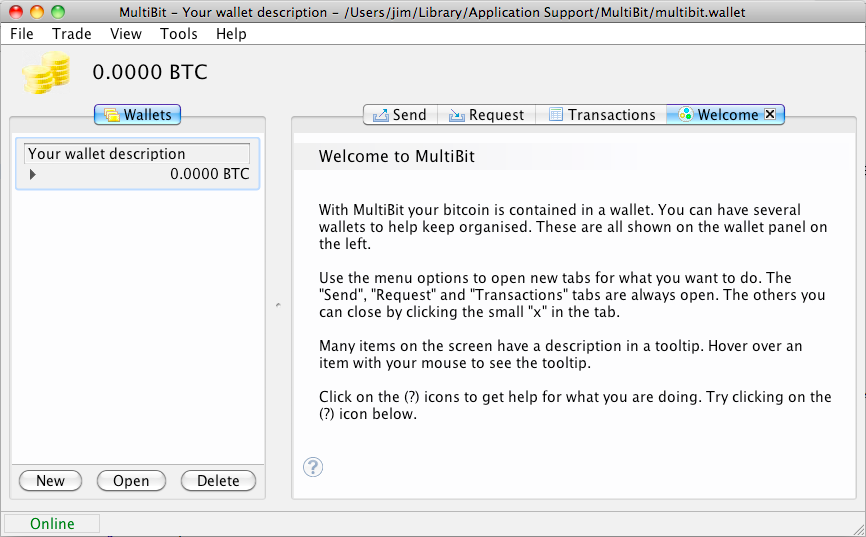 MultiBit – Your wallet description – /Users/jim/Library/Application Support/MultiBit/multibit.wallet
File Trade View Tools Help
0.0000 BTC
Wallets
Send Request Transactions Welcome
Your wallet description
0.0000 BTC
Welcome to MultiBit
With MultiBit your bitcoin is contained in a wallet. You can have several
wallets to help keep organised. These are all shown on the wallet panel on
the left.
Use the menu options to open new tabs for what you want to do. The
"Send", "Request" and "Transactions" tabs are always open. The others you
can close by clicking the small "x" in the tab.
Many items on the screen have a description in a tooltip. Hover over an
item with your mouse to see the tooltip.
Click on the (?) icons to get help for what you are doing. Try clicking on the
(?) icon below.
?
New Open Delete
Online